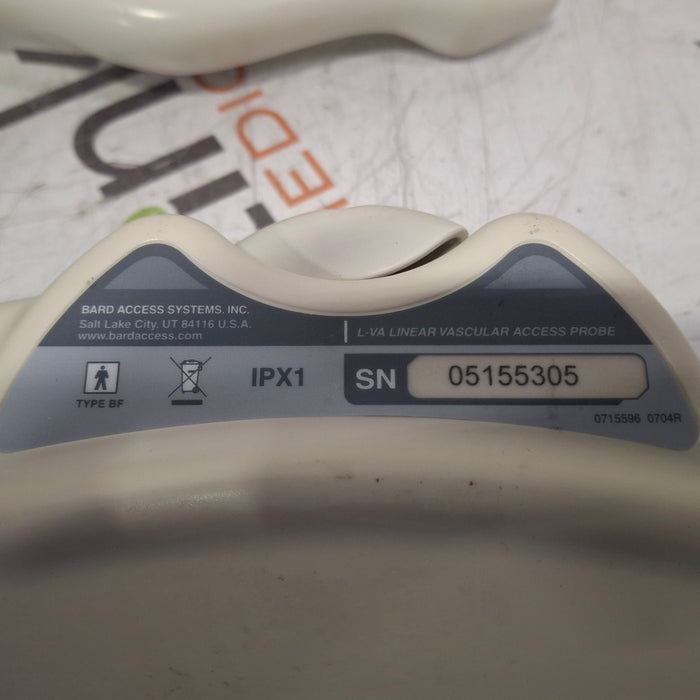 EDIC
BARD ACCESS SYSTEMS, INC.
Salt Lake City, UT 84116 U.S.A.
www.bardaccess.com
L-VA LINEAR VASCULAR ACCESS PROBE
TYPE BF
IPX1
SN 05155305
0715596 0704R